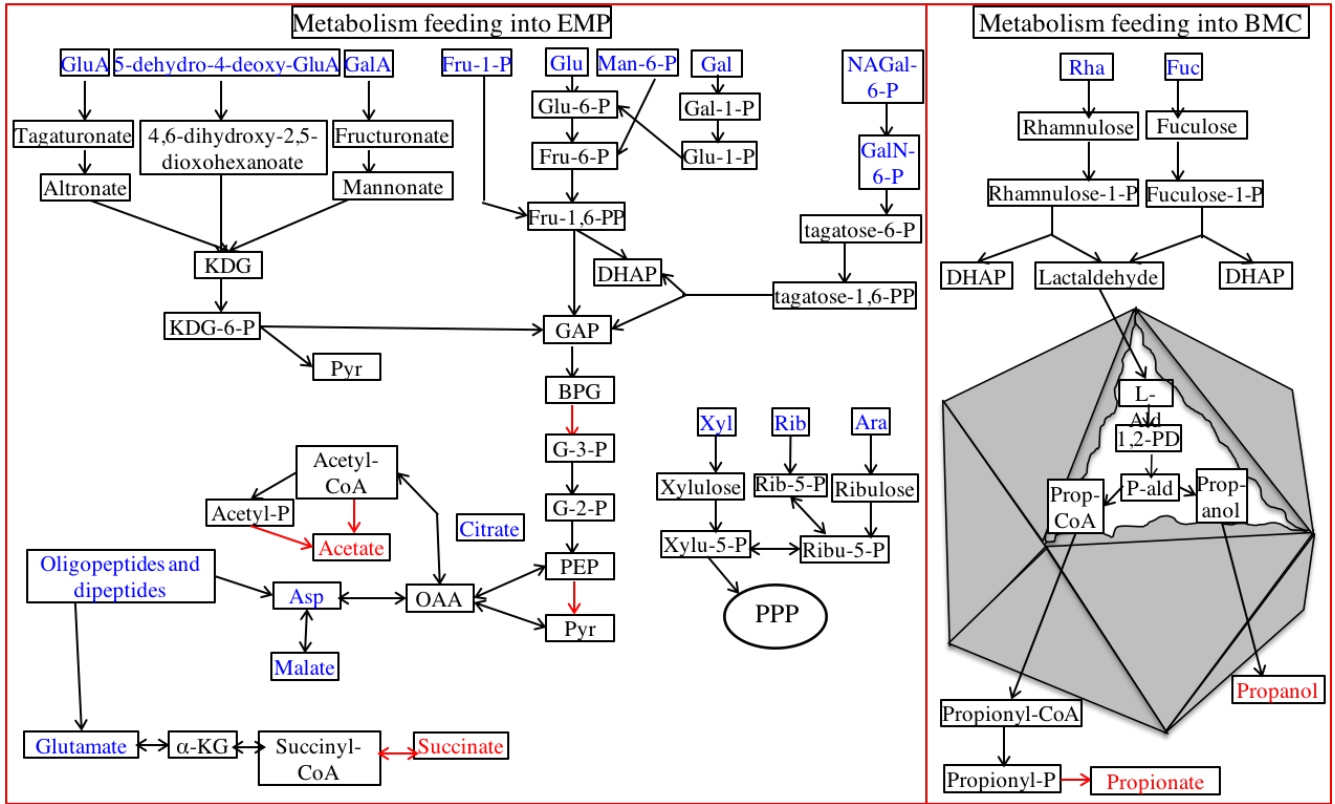 Metabolism feeding into EMP
Metabolism feeding into BMC
GluA
5-dehydro-4-deoxy-GluA
GalA
Fru-1-P
Glu
Man-6-P
Gal
NAGal-
6-P
Rha
Fuc
Tagaturonate
4,6-dihydroxy-2,5-
dioxohexanoate
Fructuronate
Glu-6-P
Gal-1-P
GalN-
6-P
Rhamnulose
Fuculose
Altronate
Mannonate
Fru-6-P
Glu-1-P
Rhamnulose-1-P
Fuculose-1-P
Fru-1,6-PP
tagatose-6-P
KDG
DHAP
tagatose-1,6-PP
DHAP
Lactaldehyde
DHAP
KDG-6-P
GAP
Pyr
BPG
L-
Ald
1,2-PD
P-ald
Prop-
CoA
Prop-
anol
Xyl
Rib
Ara
G-3-P
Acetyl-
CoA
Xylulose
Rib-5-P
Ribulose
Acetyl-P
G-2-P
Acetate
Citrate
Xylu-5-P
Ribu-5-P
Oligopeptides and
dipeptides
PEP
Asp
OAA
PPP
Pyr
Malate
Propanol
Propionyl-CoA
Glutamate
α-KG
Succinyl-
CoA
Succinate
Propionyl-P
Propionate